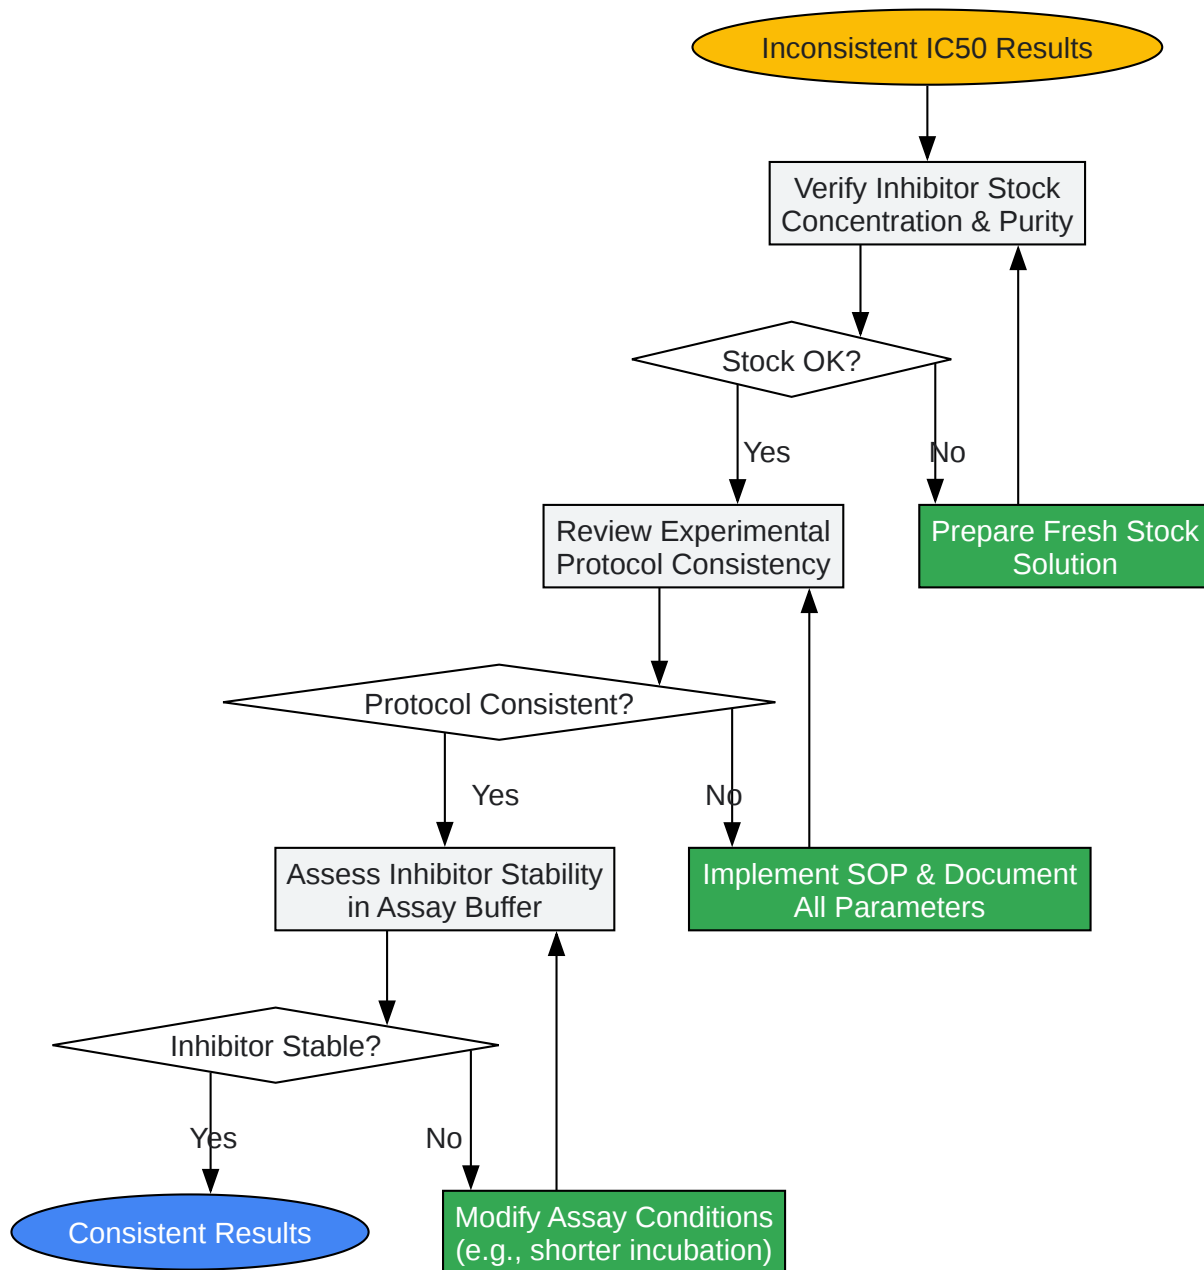 Inconsistent IC50 Results
Verify Inhibitor Stock
Concentration & Purity
Stock OK?
Yes
No
Review Experimental
Protocol Consistency
Prepare Fresh Stock
Solution
Protocol Consistent?
Yes
No
Assess Inhibitor Stability
in Assay Buffer
Implement SOP & Document
All Parameters
Inhibitor Stable?
Yes
No
Consistent Results
Modify Assay Conditions
(e.g., shorter incubation)